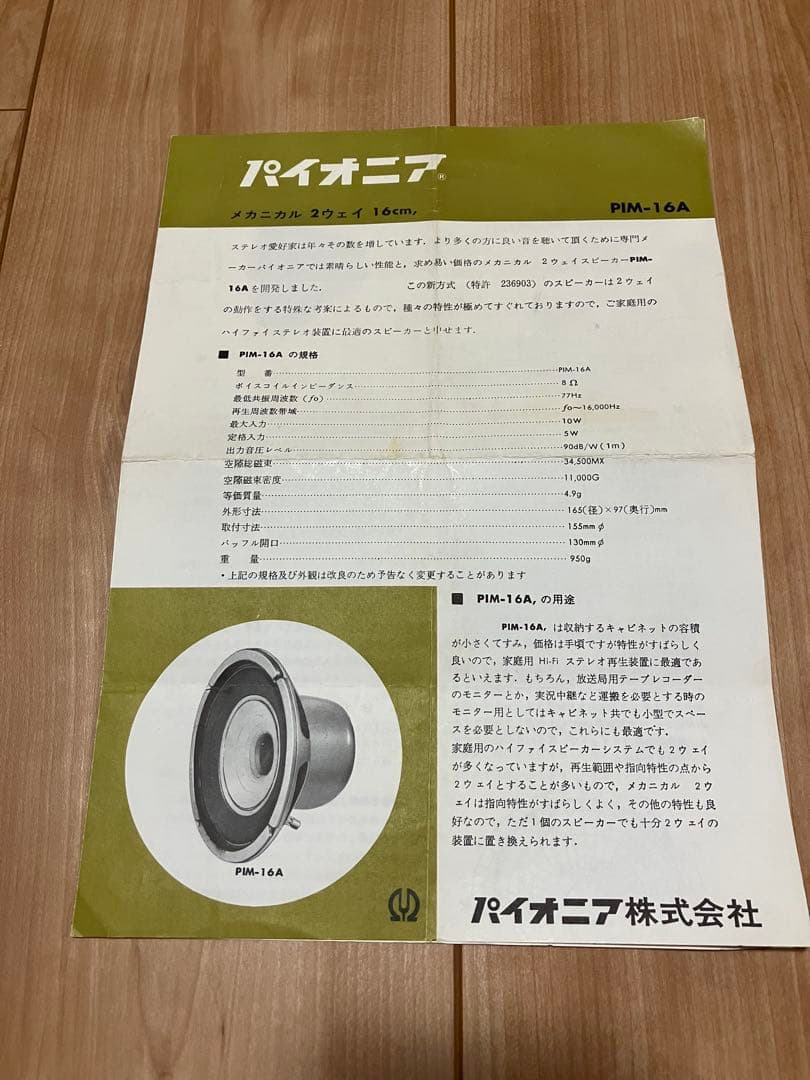 パイオニア®
メカニカル 2ウェイ 16cm, PIM-16A
ステレオ愛好家は年々その数を増しています. より多くの方に良い音を聴いて頂くために専門メ
ーカーパイオニアでは素晴らしい性能と, 求め易い価格のメカニカル 2ウェイスピーカーPIM-
16Aを開発しました. この新方式 (特許 236903) のスピーカーは2ウェイ
の動作をする特殊な考案によるもので, 種々の特性が極めてすぐれておりますので, ご家庭用の
ハイファイステレオ装置に最適のスピーカーと申せます.
■ PIM-16A の規格
型 番 PIM-16A
ボイスコイルインピーダンス 8Ω
最低共振周波数 (fo) 77Hz
再生周波数帯域 fo〜16,000Hz
最大入力 10W
定格入力 5W
出力音圧レベル 90dB/W(1m)
空隙総磁束 34,500MX
空隙磁束密度 11,000G
等価質量 4.9g
外形寸法 165(径)×97(奥行)mm
取付寸法 155mmφ
バッフル開口 130mmφ
重 量 950g
・上記の規格及び外観は改良のため予告なく変更することがあります
■ PIM-16A, の用途
PIM-16A, は収納するキャビネットの容積
が小さくてすみ, 価格は手頃ですが特性がすばらしく
良いので, 家庭用 Hi-Fi ステレオ再生装置に最適であ
るといえます. もちろん, 放送局用テープレコーダー
のモニターとか, 実況中継など運搬を必要とする時の
モニター用としてはキャビネット共でも小型でスペー
スを必要としないので, これらにも最適です.
家庭用のハイファイスピーカーシステムでも2ウェイ
が多くなっていますが, 再生範囲や指向特性の点から
2ウェイとすることが多いもので, メカニカル 2ウ
ェイは指向特性がすばらしくよく, その他の特性も良
好なので, ただ1個のスピーカーでも十分2ウェイの
装置に置き換えられます.
PIM-16A
パイオニア株式会社